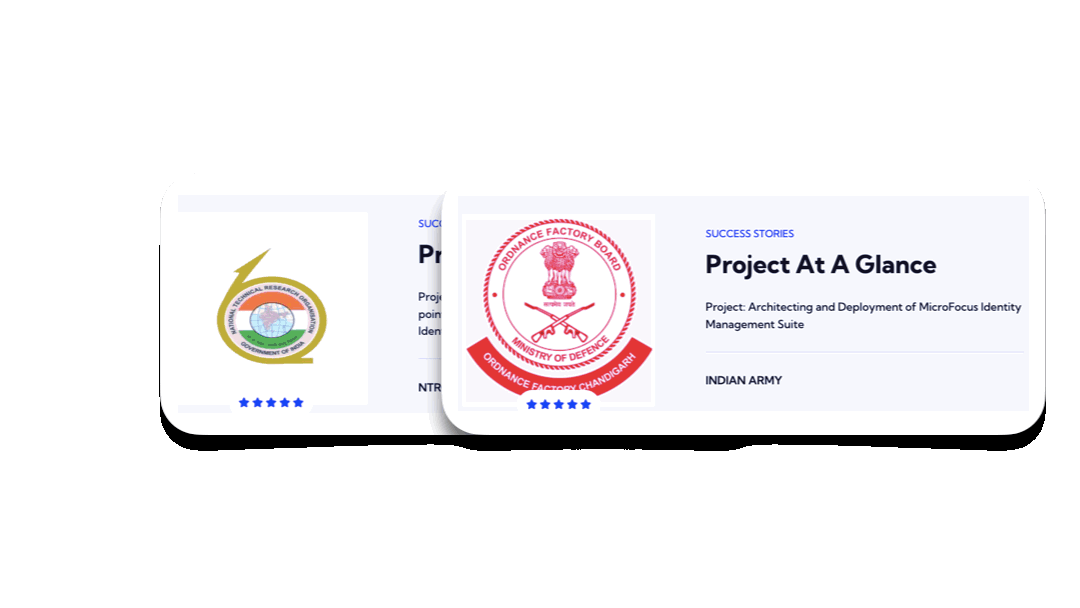 NATIONAL TECHNICAL RESEARCH ORGANISATION
GOVERNMENT OF INDIA
SUCC
Pr
Proje
poin
Iden
NTR
ORDNANCE FACTORY BOARD
सत्यमेव जयते
MINISTRY OF DEFENCE
ORDNANCE FACTORY CHANDIGARH
SUCCESS STORIES
Project At A Glance
Project: Architecting and Deployment of MicroFocus Identity
Management Suite
INDIAN ARMY